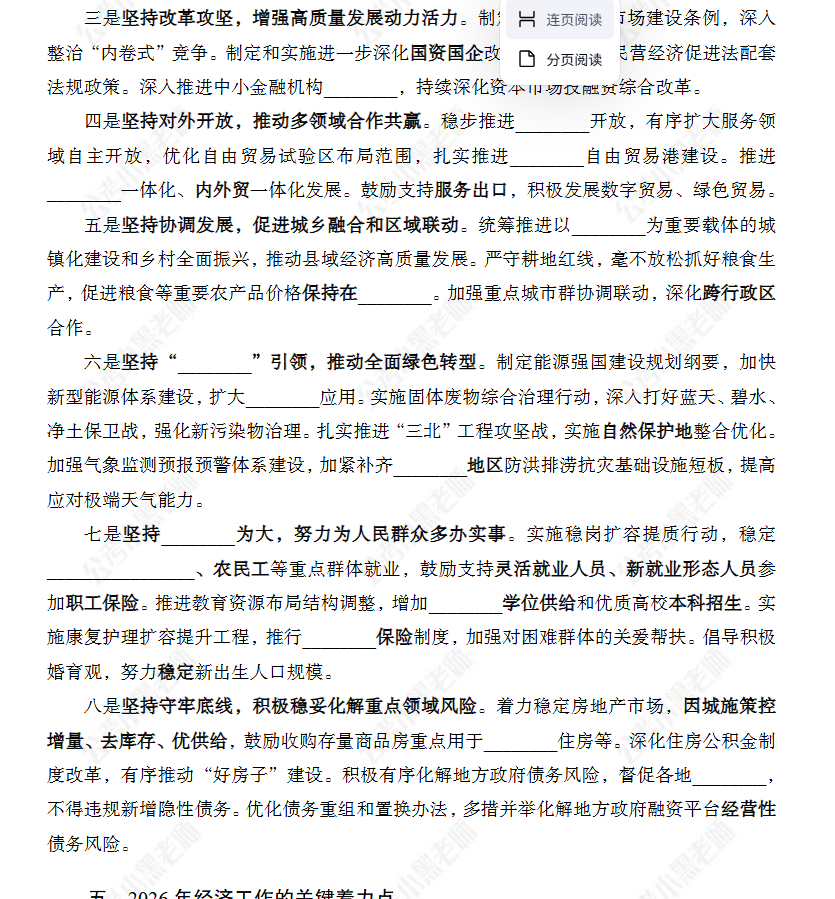 三是坚持改革攻坚，增强高质量发展动力活力。制
市场建设条例，深入
连页阅读
整治“内卷式”竞争。制定和实施进一步深化国资国企改
民营经济促进法配套
分页阅读
法规政策。深入推进中小金融机构________，持续深化资本市场投融资综合改革。
四是坚持对外开放，推动多领域合作共赢。稳步推进________开放，有序扩大服务领
域自主开放，优化自由贸易试验区布局范围，扎实推进________自由贸易港建设。推进
________一体化、内外贸一体化发展。鼓励支持服务出口，积极发展数字贸易、绿色贸易。
五是坚持协调发展，促进城乡融合和区域联动。统筹推进以________为重要载体的城
镇化建设和乡村全面振兴，推动县域经济高质量发展。严守耕地红线，毫不放松抓好粮食生
产，促进粮食等重要农产品价格保持在________。加强重点城市群协调联动，深化跨行政区
合作。
六是坚持“________”引领，推动全面绿色转型。制定能源强国建设规划纲要，加快
新型能源体系建设，扩大________应用。实施固体废物综合治理行动，深入打好蓝天、碧水、
净土保卫战，强化新污染物治理。扎实推进“三北”工程攻坚战，实施自然保护地整合优化。
加强气象监测预报预警体系建设，加紧补齐________地区防洪排涝抗灾基础设施短板，提高
应对极端天气能力。
七是坚持________为大，努力为人民群众多办实事。实施稳岗扩容提质行动，稳定
________________、农民工等重点群体就业，鼓励支持灵活就业人员、新就业形态人员参
加职工保险。推进教育资源布局结构调整，增加________学位供给和优质高校本科招生。实
施康复护理扩容提升工程，推行________保险制度，加强对困难群体的关爱帮扶。倡导积极
婚育观，努力稳定新出生人口规模。
八是坚持守牢底线，积极稳妥化解重点领域风险。着力稳定房地产市场，因城施策控
增量、去库存、优供给，鼓励收购存量商品房重点用于________住房等。深化住房公积金制
度改革，有序推动“好房子”建设。积极有序化解地方政府债务风险，督促各地________，
不得违规新增隐性债务。优化债务重组和置换办法，多措并举化解地方政府融资平台经营性
债务风险。
五、2026 年经济工作的关键着力点
公考小黑老师